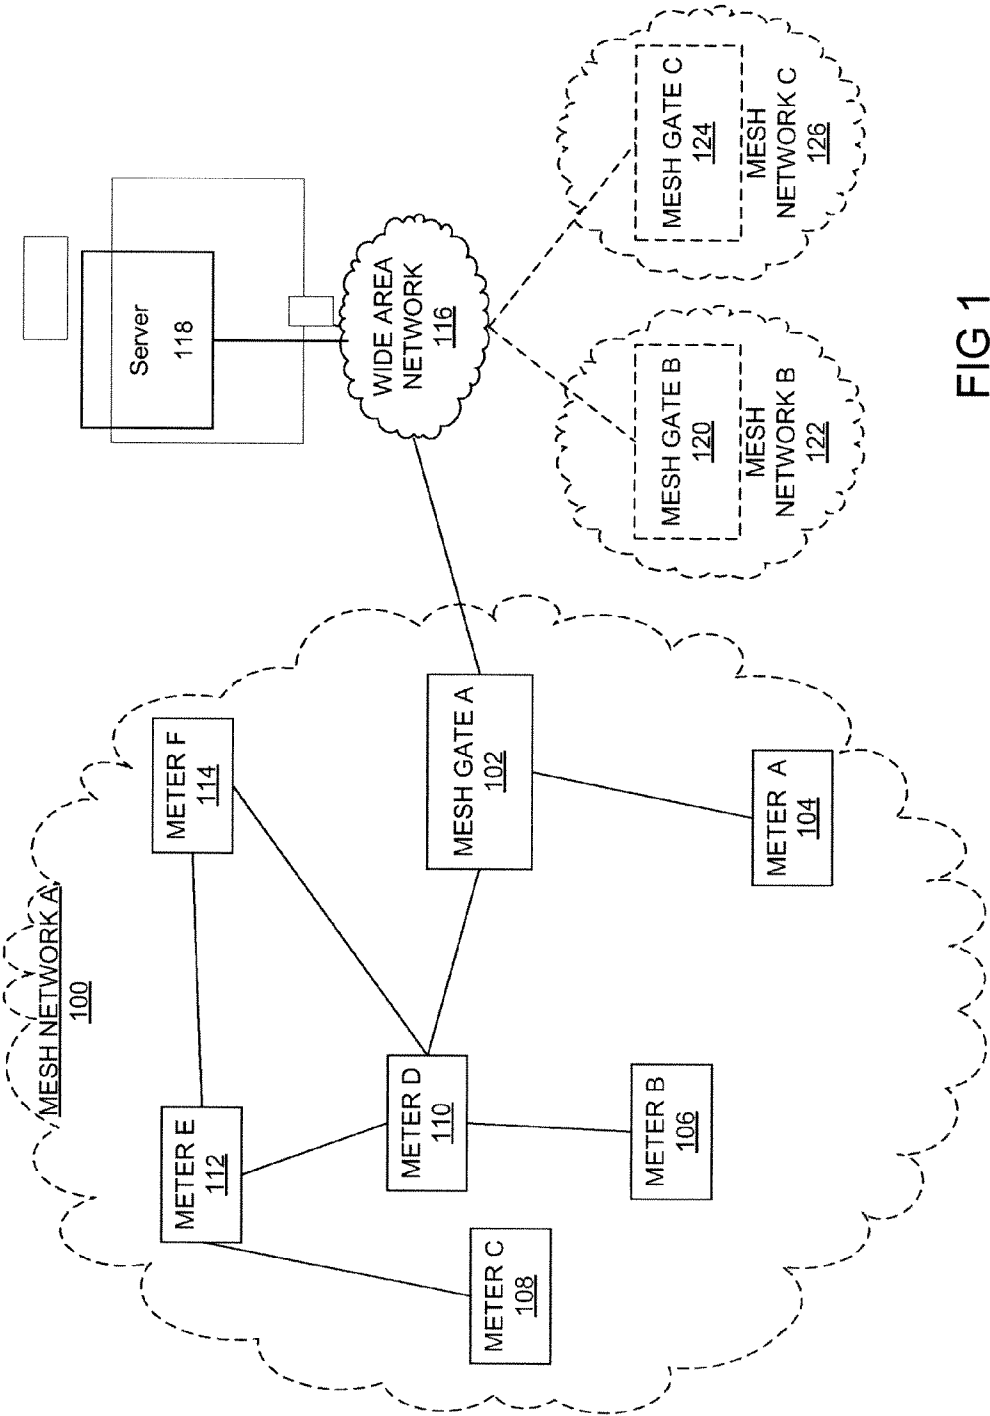 MESH NETWORK A
100
METER E
112
METER F
114
METER C
108
METER D
110
METER B
106
MESH GATE A
102
METER A
104
Server
118
WIDE AREA
NETWORK
116
MESH GATE B
120
MESH
NETWORK B
122
MESH GATE C
124
MESH
NETWORK C
126
FIG 1